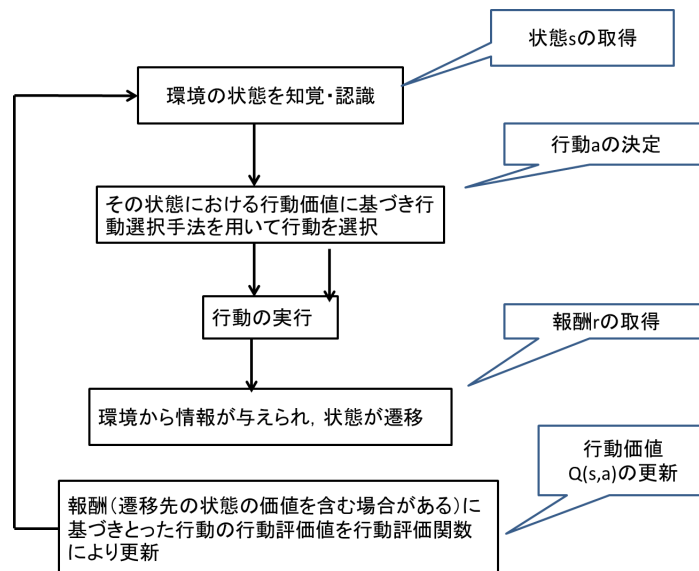 状態sの取得
環境の状態を知覚・認識
行動aの決定
その状態における行動価値に基づき行
動選択手法を用いて行動を選択
行動の実行
報酬rの取得
環境から情報が与えられ，状態が遷移
行動価値
Q(s,a)の更新
報酬（遷移先の状態の価値を含む場合がある）に
基づきとった行動の行動評価値を行動評価関数
により更新